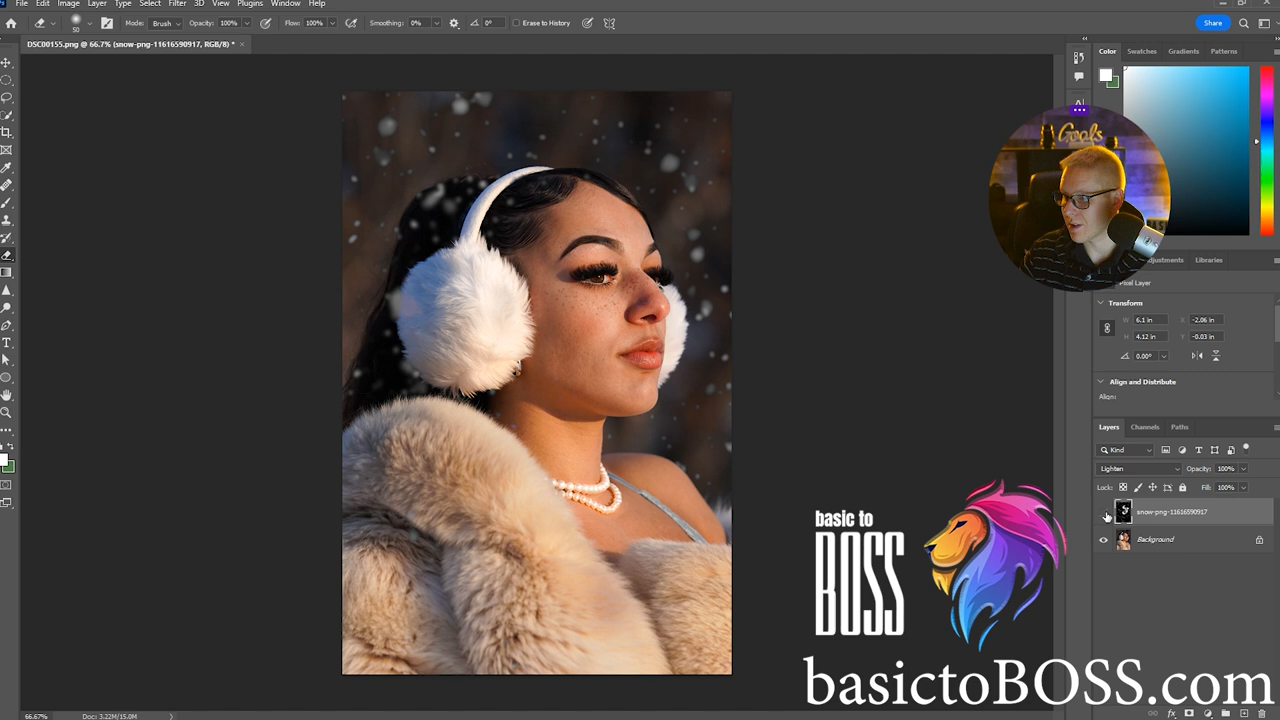 File Edit Image Layer Type Select Filter 3D View Plugins Window Help
50 Mode: Brush Opacity: 100% Flow: 100% Smoothing: 0% 0° Erase to History Share
DSC00155.png @ 66.7% (snow-png-11616590917, RGB/8) * ×
Color Swatches Gradients Patterns
Goals
Libraries
Transform
W 6.1 in X: -2.06 in
H 4.12 in Y -0.03 in
0.00°
Align and Distribute
Align:
Layers Channels Paths
Kind
Lighten Opacity: 100%
Lock: Fill: 100%
snow-png-11616590917
Background
basic to
BOSS
basictoBOSS.com
66.67% Doc: 3.22M/15.0M